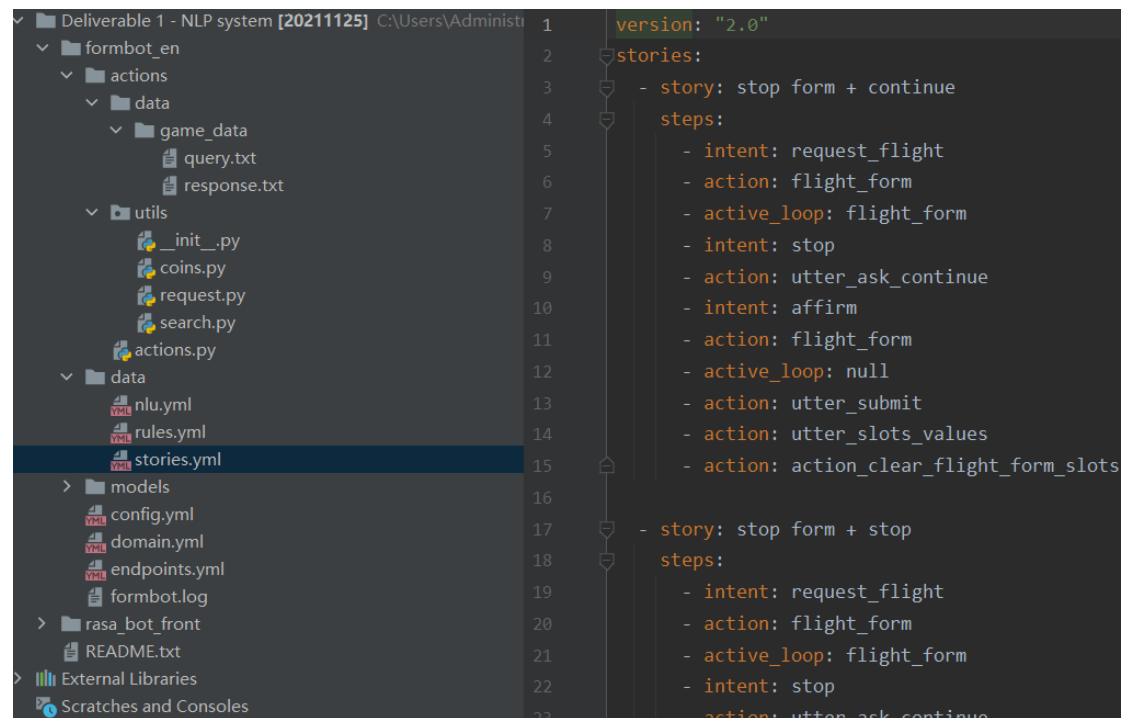 Deliverable 1 - NLP system [20211125] C:\Users\Administr
formbot_en
actions
data
game_data
query.txt
response.txt
utils
__init__.py
coins.py
request.py
search.py
actions.py
data
nlu.yml
rules.yml
stories.yml
models
config.yml
domain.yml
endpoints.yml
formbot.log
rasa_bot_front
README.txt
External Libraries
Scratches and Consoles
1 version: "2.0"
2 stories:
3 - story: stop form + continue
4 steps:
5 - intent: request_flight
6 - action: flight_form
7 - active_loop: flight_form
8 - intent: stop
9 - action: utter_ask_continue
10 - intent: affirm
11 - action: flight_form
12 - active_loop: null
13 - action: utter_submit
14 - action: utter_slots_values
15 - action: action_clear_flight_form_slots
16
17 - story: stop form + stop
18 steps:
19 - intent: request_flight
20 - action: flight_form
21 - active_loop: flight_form
22 - intent: stop
23 - action: utter_ask_continue